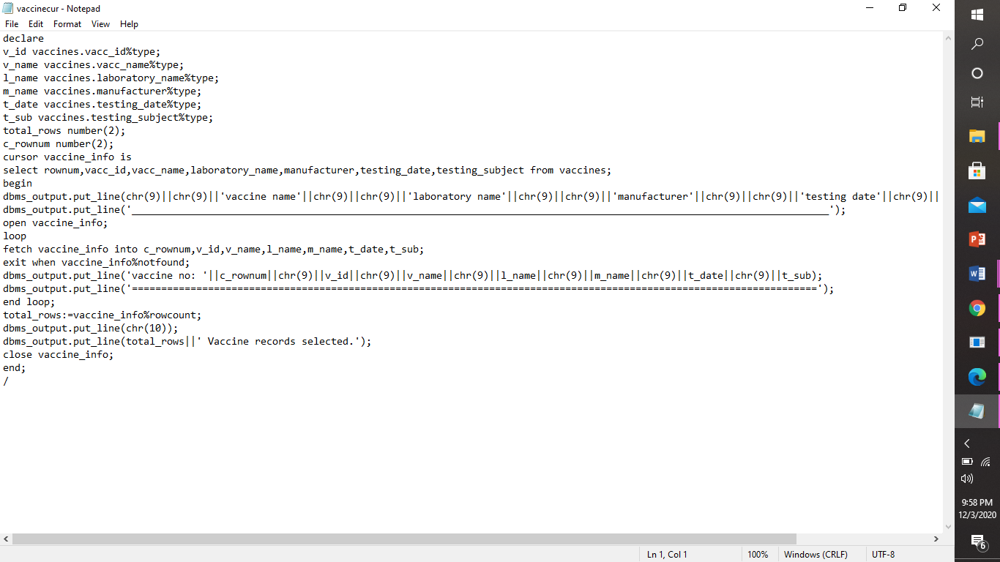 vaccinecur - Notepad
File Edit Format View Help
declare
v_id vaccines.vacc_id%type;
v_name vaccines.vacc_name%type;
l_name vaccines.laboratory_name%type;
m_name vaccines.manufacturer%type;
t_date vaccines.testing_date%type;
t_sub vaccines.testing_subject%type;
total_rows number(2);
c_rownum number(2);
cursor vaccine_info is
select rownum,vacc_id,vacc_name,laboratory_name,manufacturer,testing_date,testing_subject from vaccines;
begin
dbms_output.put_line(chr(9)||chr(9)||'vaccine name'||chr(9)||chr(9)||'laboratory name'||chr(9)||chr(9)||'manufacturer'||chr(9)||chr(9)||'testing date'||chr(9)||
dbms_output.put_line('_______________________________________________________________________________________________________________________');
open vaccine_info;
loop
fetch vaccine_info into c_rownum,v_id,v_name,l_name,m_name,t_date,t_sub;
exit when vaccine_info%notfound;
dbms_output.put_line('vaccine no: '||c_rownum||chr(9)||v_id||chr(9)||v_name||chr(9)||l_name||chr(9)||m_name||chr(9)||t_date||chr(9)||t_sub);
dbms_output.put_line('=====================================================================================================================');
end loop;
total_rows:=vaccine_info%rowcount;
dbms_output.put_line(chr(10));
dbms_output.put_line(total_rows||' Vaccine records selected.');
close vaccine_info;
end;
/
9:58 PM
12/3/2020
6
Ln 1, Col 1 100% Windows (CRLF) UTF-8